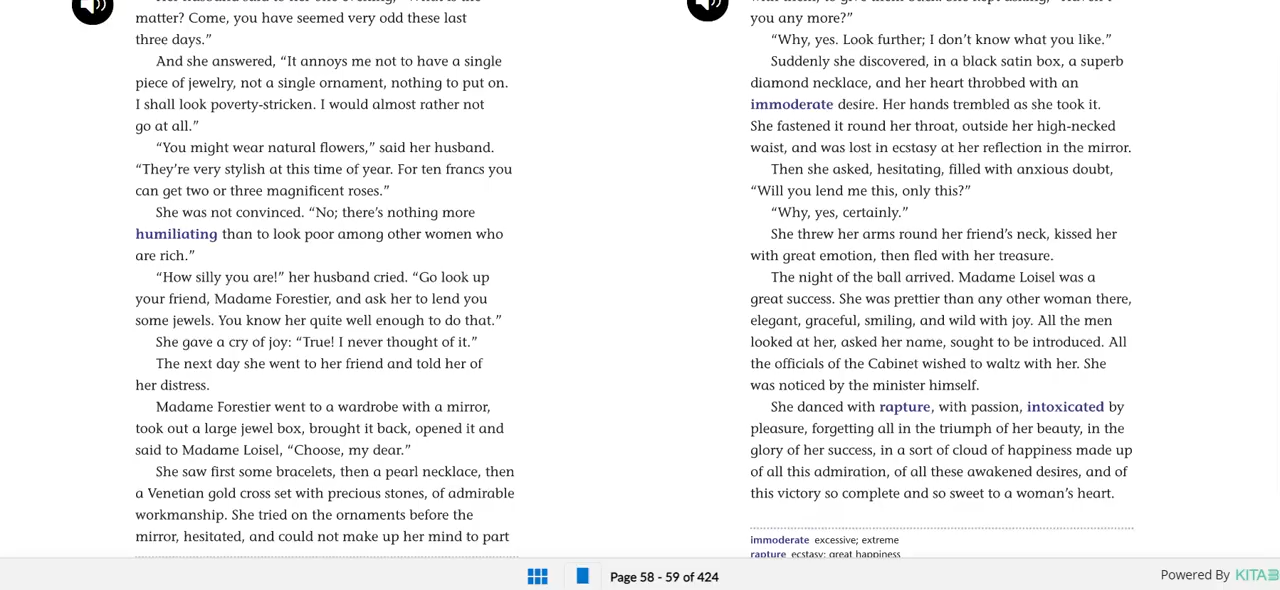 matter? Come, you have seemed very odd these last
three days.”
And she answered, “It annoys me not to have a single
piece of jewelry, not a single ornament, nothing to put on.
I shall look poverty-stricken. I would almost rather not
go at all.”
“You might wear natural flowers,” said her husband.
“They’re very stylish at this time of year. For ten francs you
can get two or three magnificent roses.”
She was not convinced. “No; there’s nothing more
humiliating than to look poor among other women who
are rich.”
“How silly you are!” her husband cried. “Go look up
your friend, Madame Forestier, and ask her to lend you
some jewels. You know her quite well enough to do that.”
She gave a cry of joy: “True! I never thought of it.”
The next day she went to her friend and told her of
her distress.
Madame Forestier went to a wardrobe with a mirror,
took out a large jewel box, brought it back, opened it and
said to Madame Loisel, “Choose, my dear.”
She saw first some bracelets, then a pearl necklace, then
a Venetian gold cross set with precious stones, of admirable
workmanship. She tried on the ornaments before the
mirror, hesitated, and could not make up her mind to part
you any more?”
“Why, yes. Look further; I don’t know what you like.”
Suddenly she discovered, in a black satin box, a superb
diamond necklace, and her heart throbbed with an
immoderate desire. Her hands trembled as she took it.
She fastened it round her throat, outside her high-necked
waist, and was lost in ecstasy at her reflection in the mirror.
Then she asked, hesitating, filled with anxious doubt,
“Will you lend me this, only this?”
“Why, yes, certainly.”
She threw her arms round her friend’s neck, kissed her
with great emotion, then fled with her treasure.
The night of the ball arrived. Madame Loisel was a
great success. She was prettier than any other woman there,
elegant, graceful, smiling, and wild with joy. All the men
looked at her, asked her name, sought to be introduced. All
the officials of the Cabinet wished to waltz with her. She
was noticed by the minister himself.
She danced with rapture, with passion, intoxicated by
pleasure, forgetting all in the triumph of her beauty, in the
glory of her success, in a sort of cloud of happiness made up
of all this admiration, of all these awakened desires, and of
this victory so complete and so sweet to a woman’s heart.
immoderate excessive; extreme
rapture ecstasy; great happiness
Page 58 - 59 of 424
Powered By KITAB